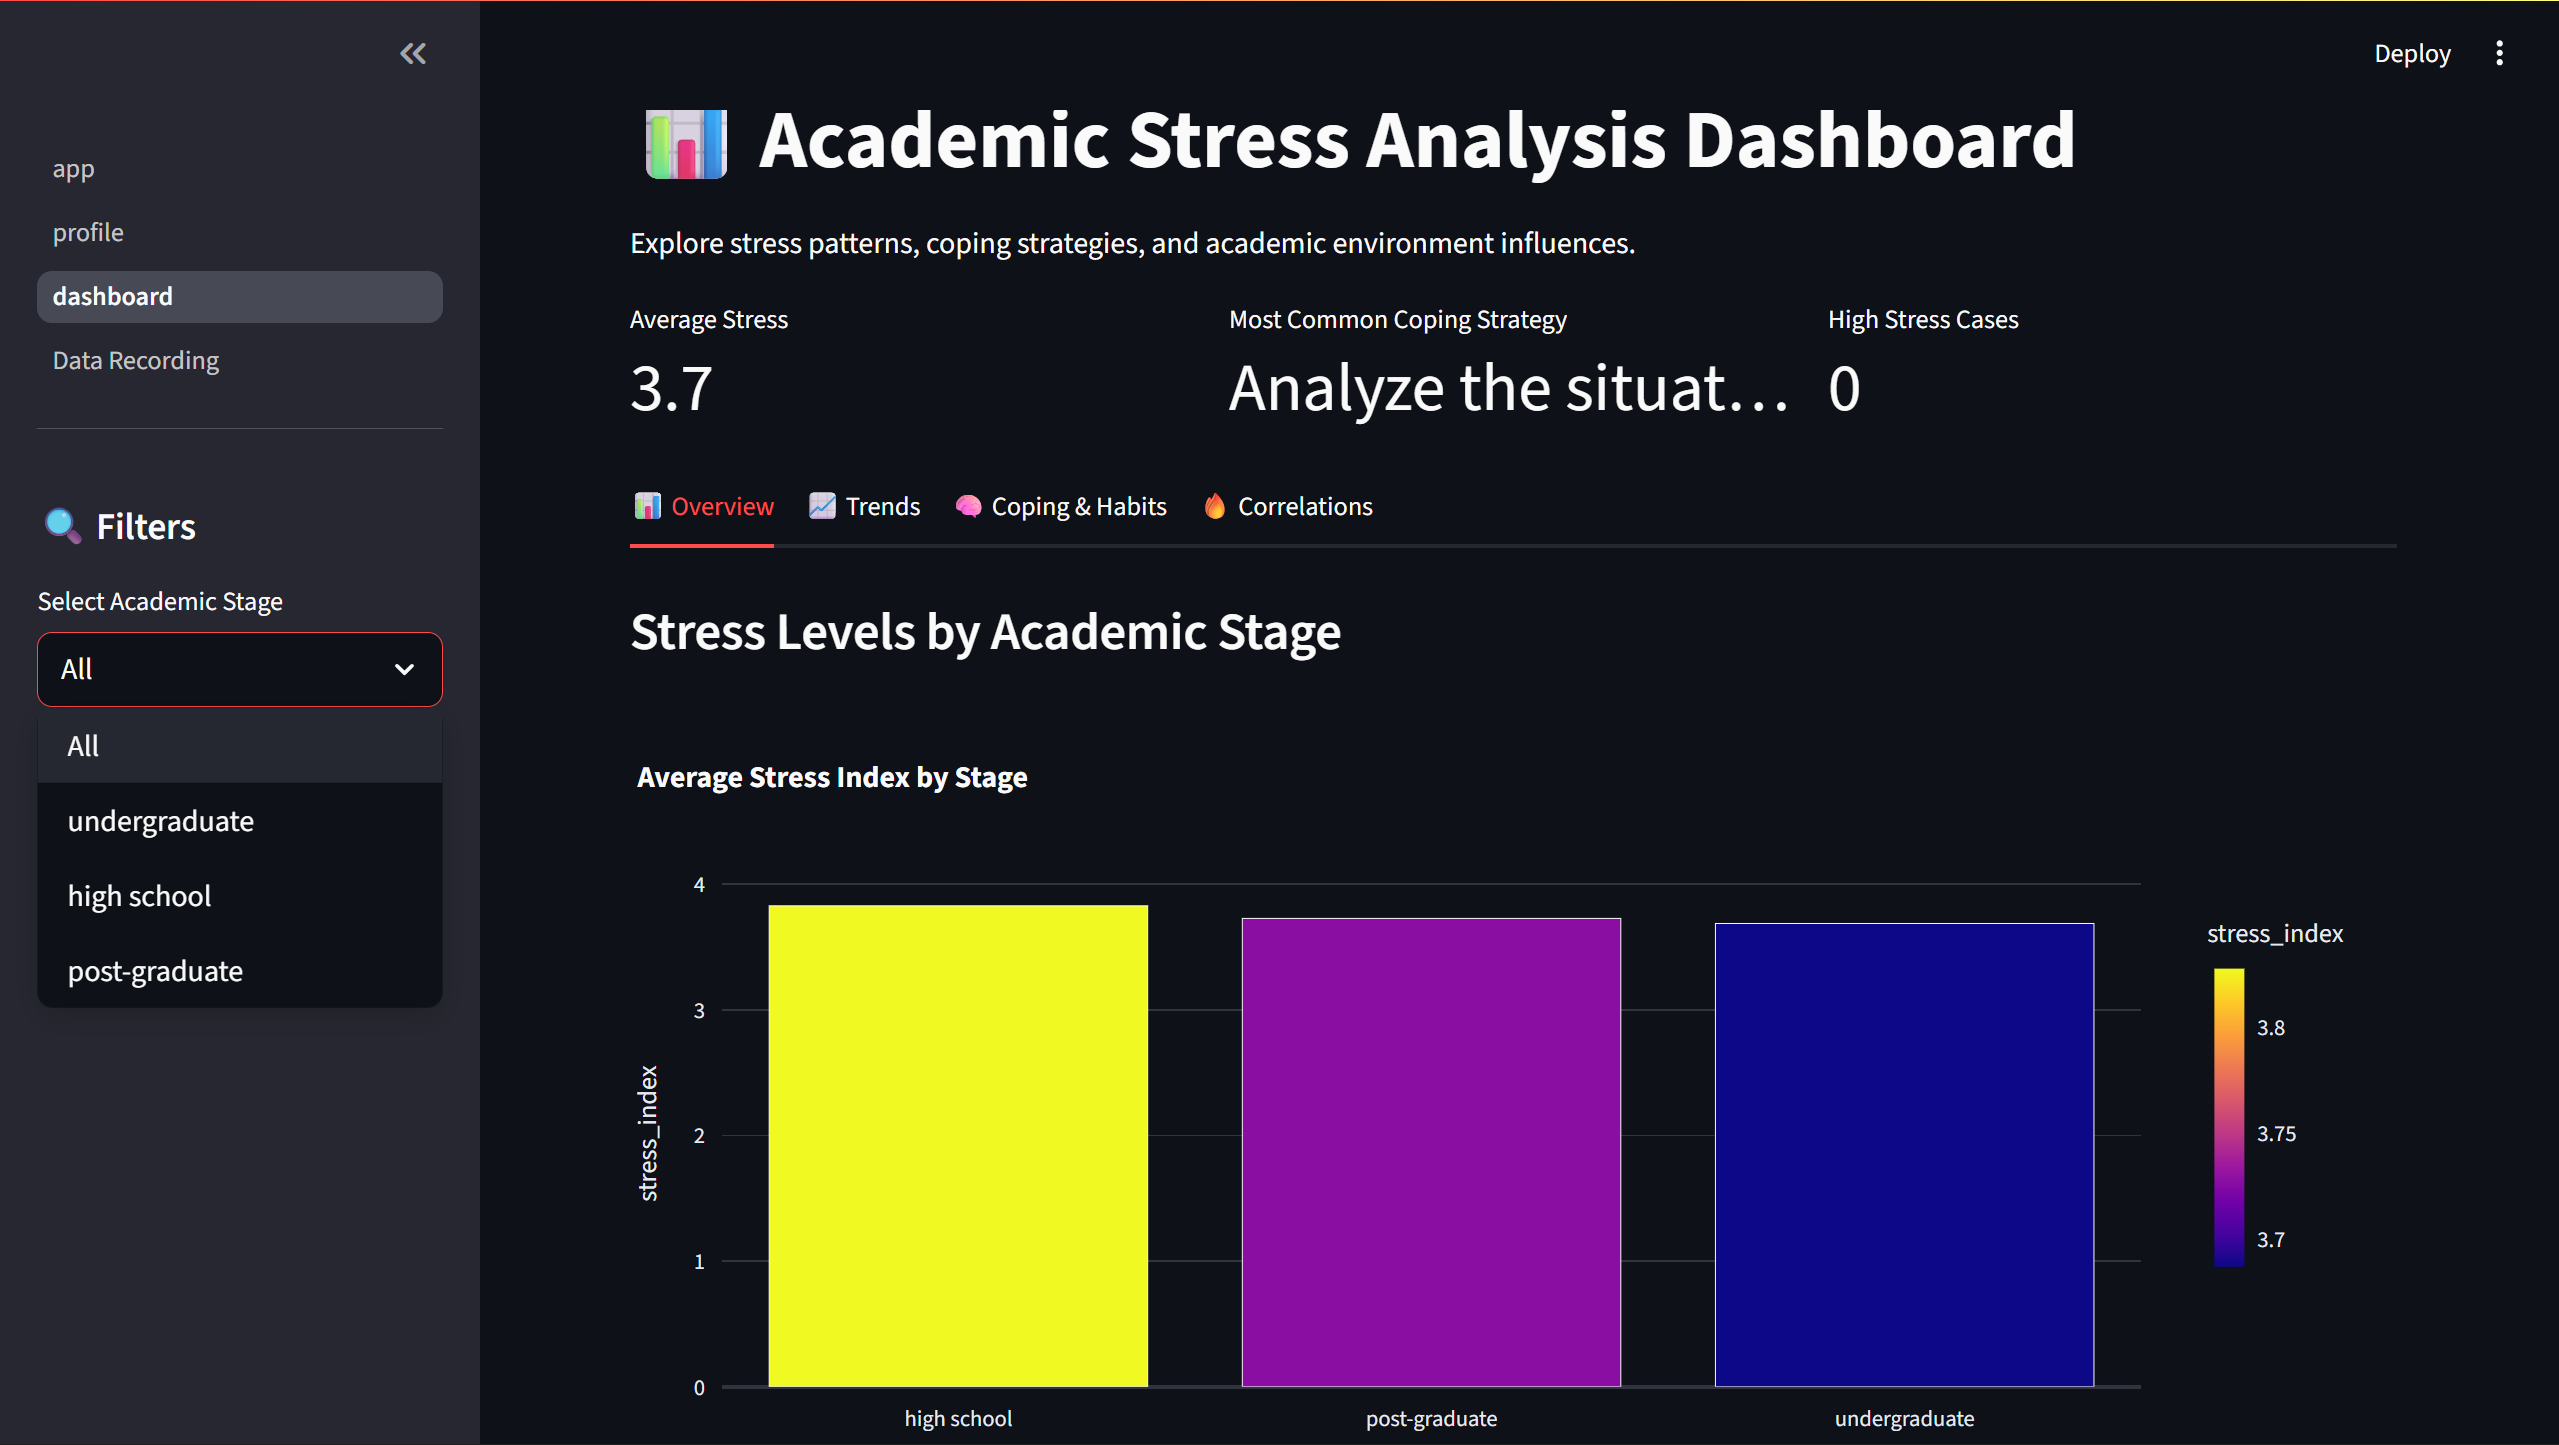 Deploy
app
profile
dashboard
Data Recording
Filters
Select Academic Stage
All
All
undergraduate
high school
post-graduate
Academic Stress Analysis Dashboard
Explore stress patterns, coping strategies, and academic environment influences.
Average Stress
3.7
Most Common Coping Strategy
Analyze the situat…
High Stress Cases
0
Overview
Trends
Coping & Habits
Correlations
Stress Levels by Academic Stage
Average Stress Index by Stage
stress_index
4
3
2
1
0
high school
post-graduate
undergraduate
stress_index
3.8
3.75
3.7